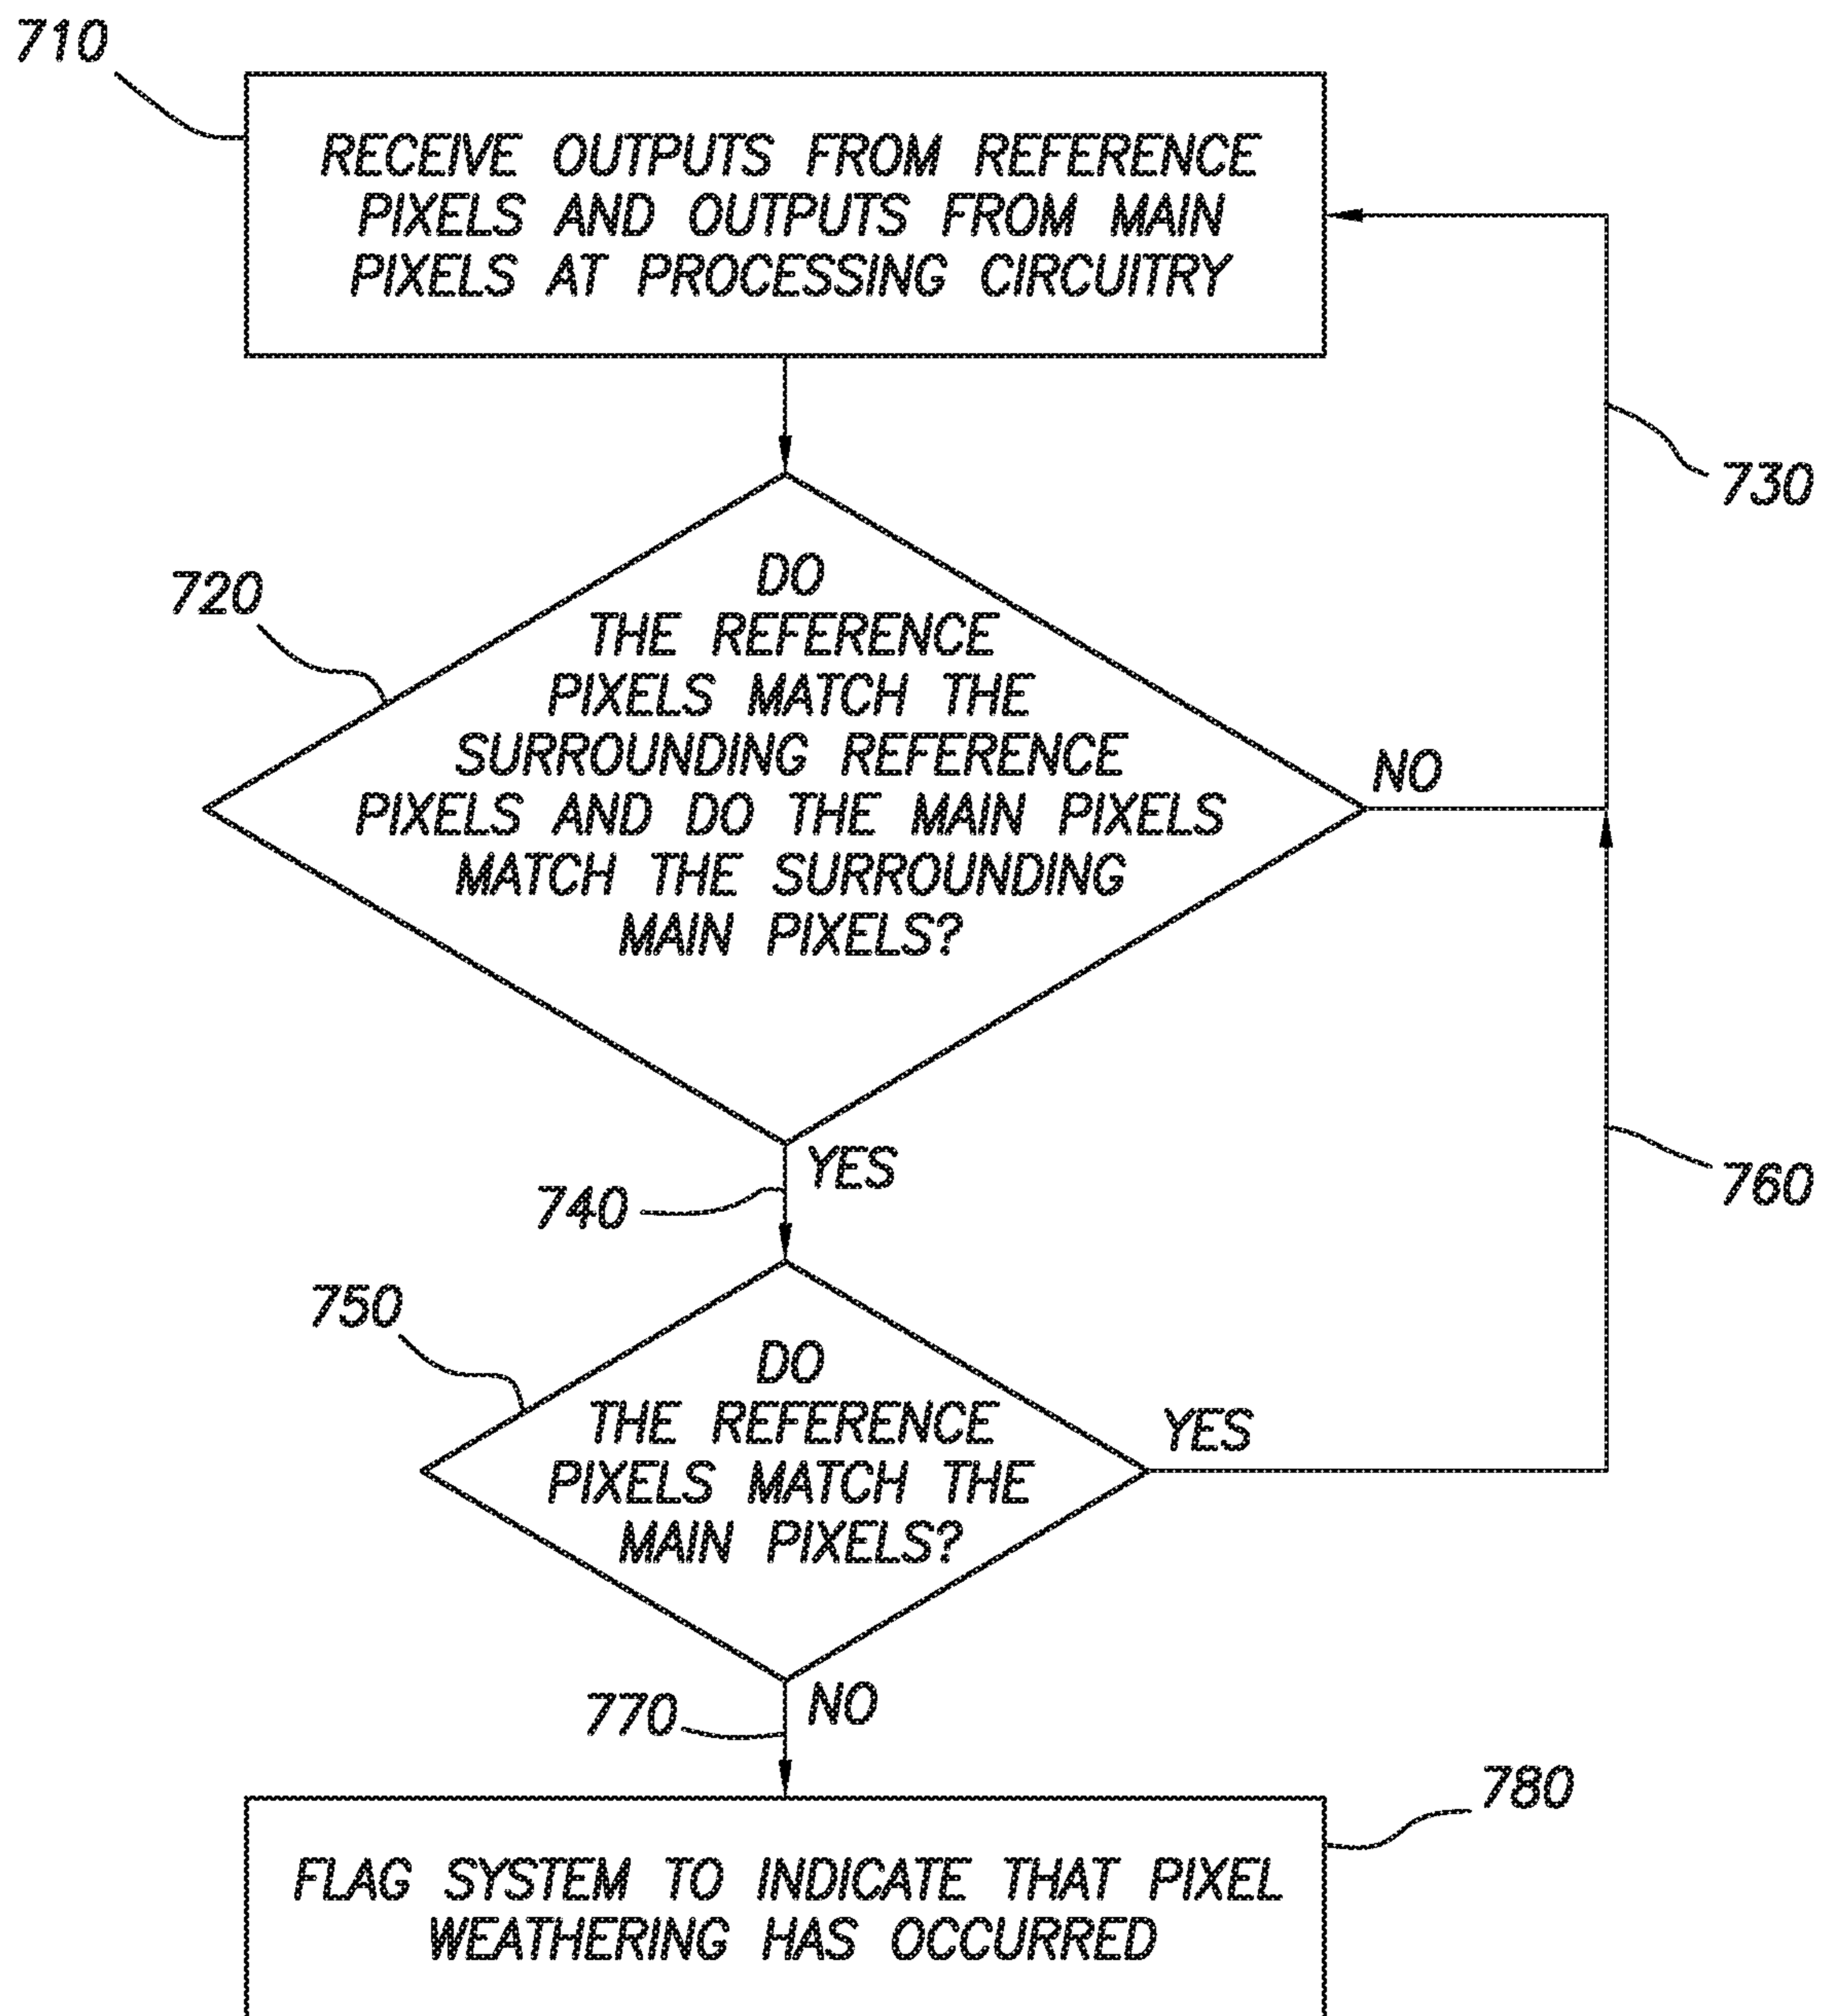 710
RECEIVE OUTPUTS FROM REFERENCE
PIXELS AND OUTPUTS FROM MAIN
PIXELS AT PROCESSING CIRCUITRY
730
720
DO
THE REFERENCE
PIXELS MATCH THE
SURROUNDING REFERENCE
PIXELS AND DO THE MAIN PIXELS
MATCH THE SURROUNDING
MAIN PIXELS?
NO
YES
740
760
750
DO
THE REFERENCE
PIXELS MATCH THE
MAIN PIXELS?
YES
770
NO
780
FLAG SYSTEM TO INDICATE THAT PIXEL
WEATHERING HAS OCCURRED